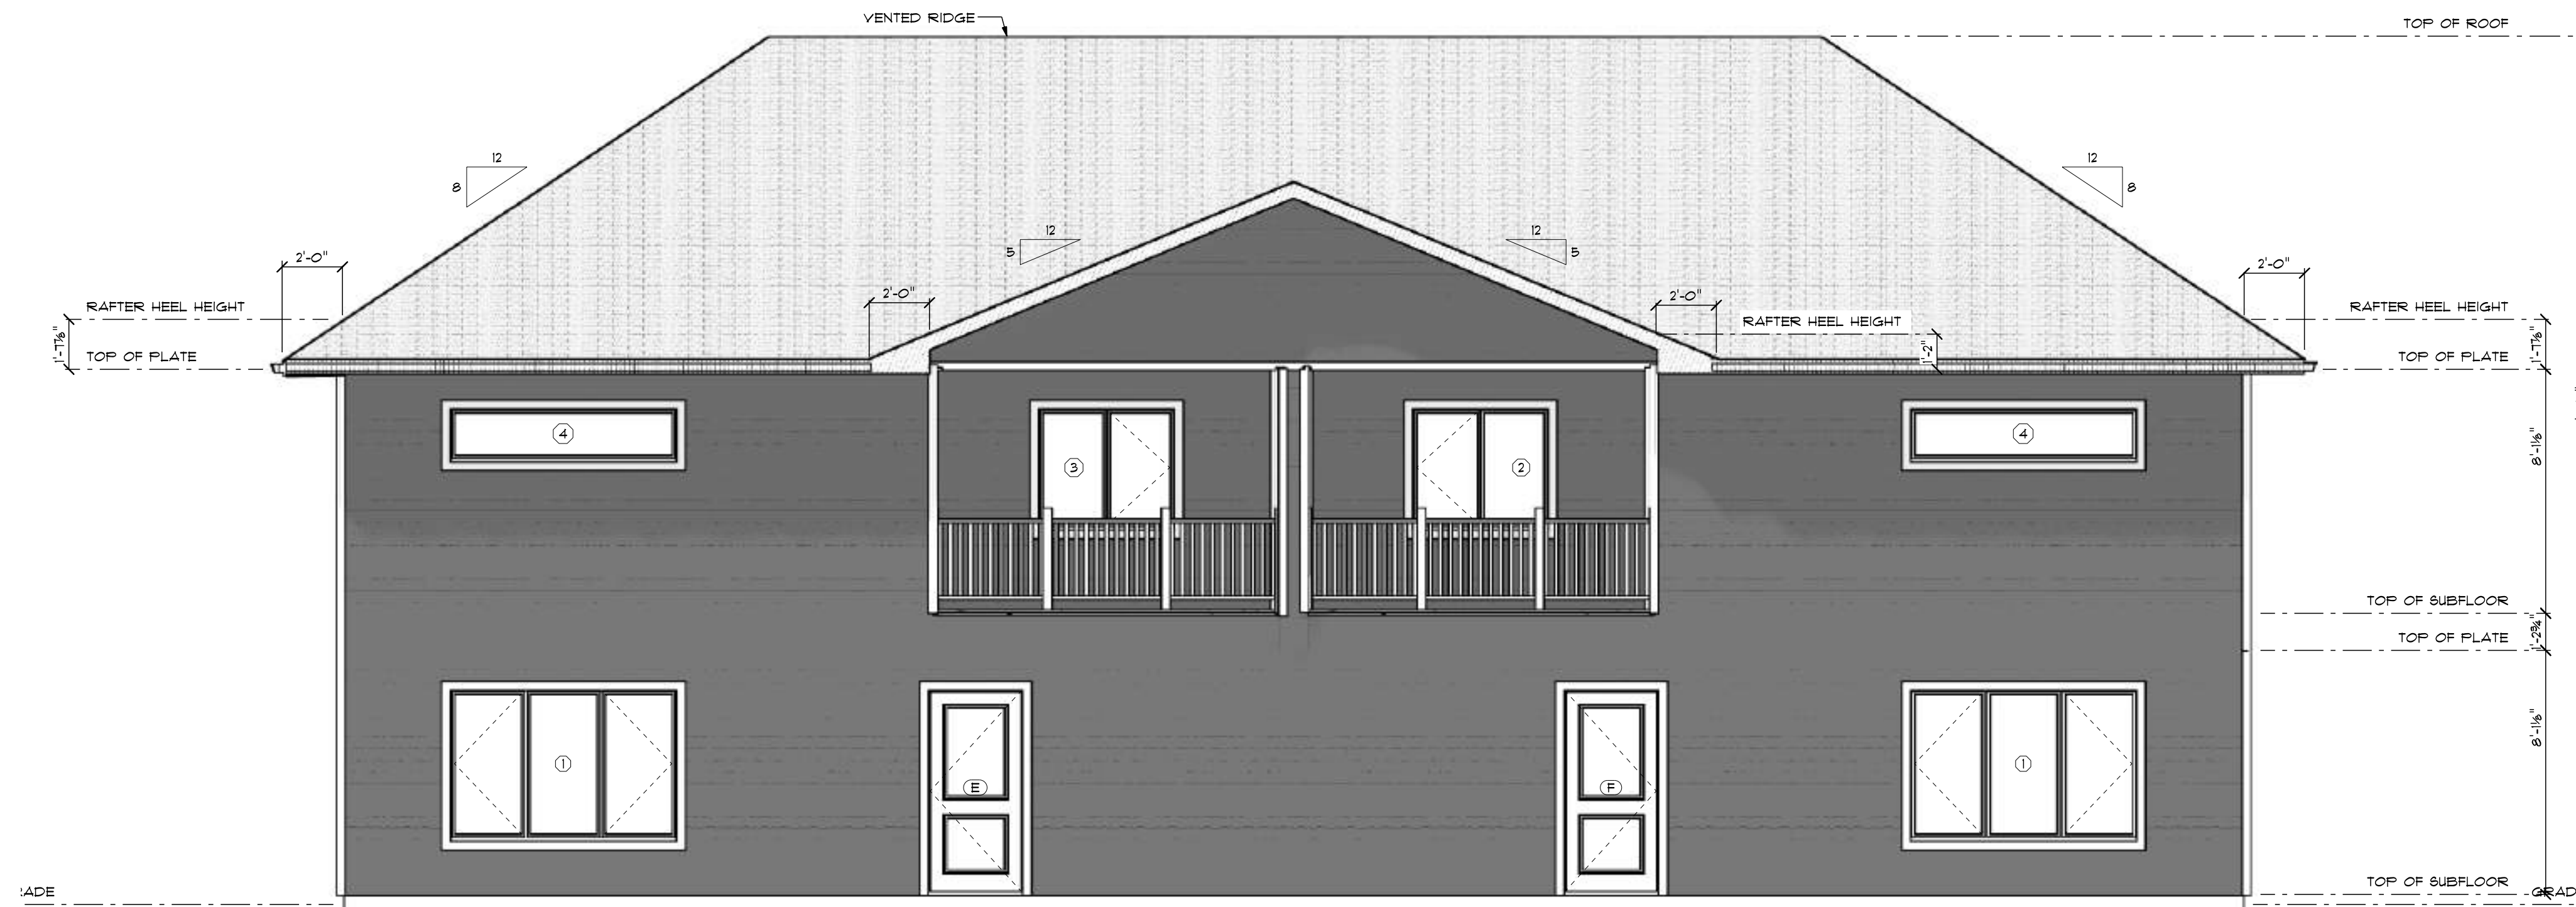 VENTED RIDGE
TOP OF ROOF
12
8
12
8
12
5
12
5
2'-0"
2'-0"
2'-0"
2'-0"
RAFTER HEEL HEIGHT
RAFTER HEEL HEIGHT
RAFTER HEEL HEIGHT
1'-7⅞"
1'-2"
1'-7⅞"
TOP OF PLATE
TOP OF PLATE
4
3
2
4
8'-1⅛"
TOP OF SUBFLOOR
1'-2¾"
TOP OF PLATE
8'-1⅛"
1
E
F
1
TOP OF SUBFLOOR
RADE
GRAD